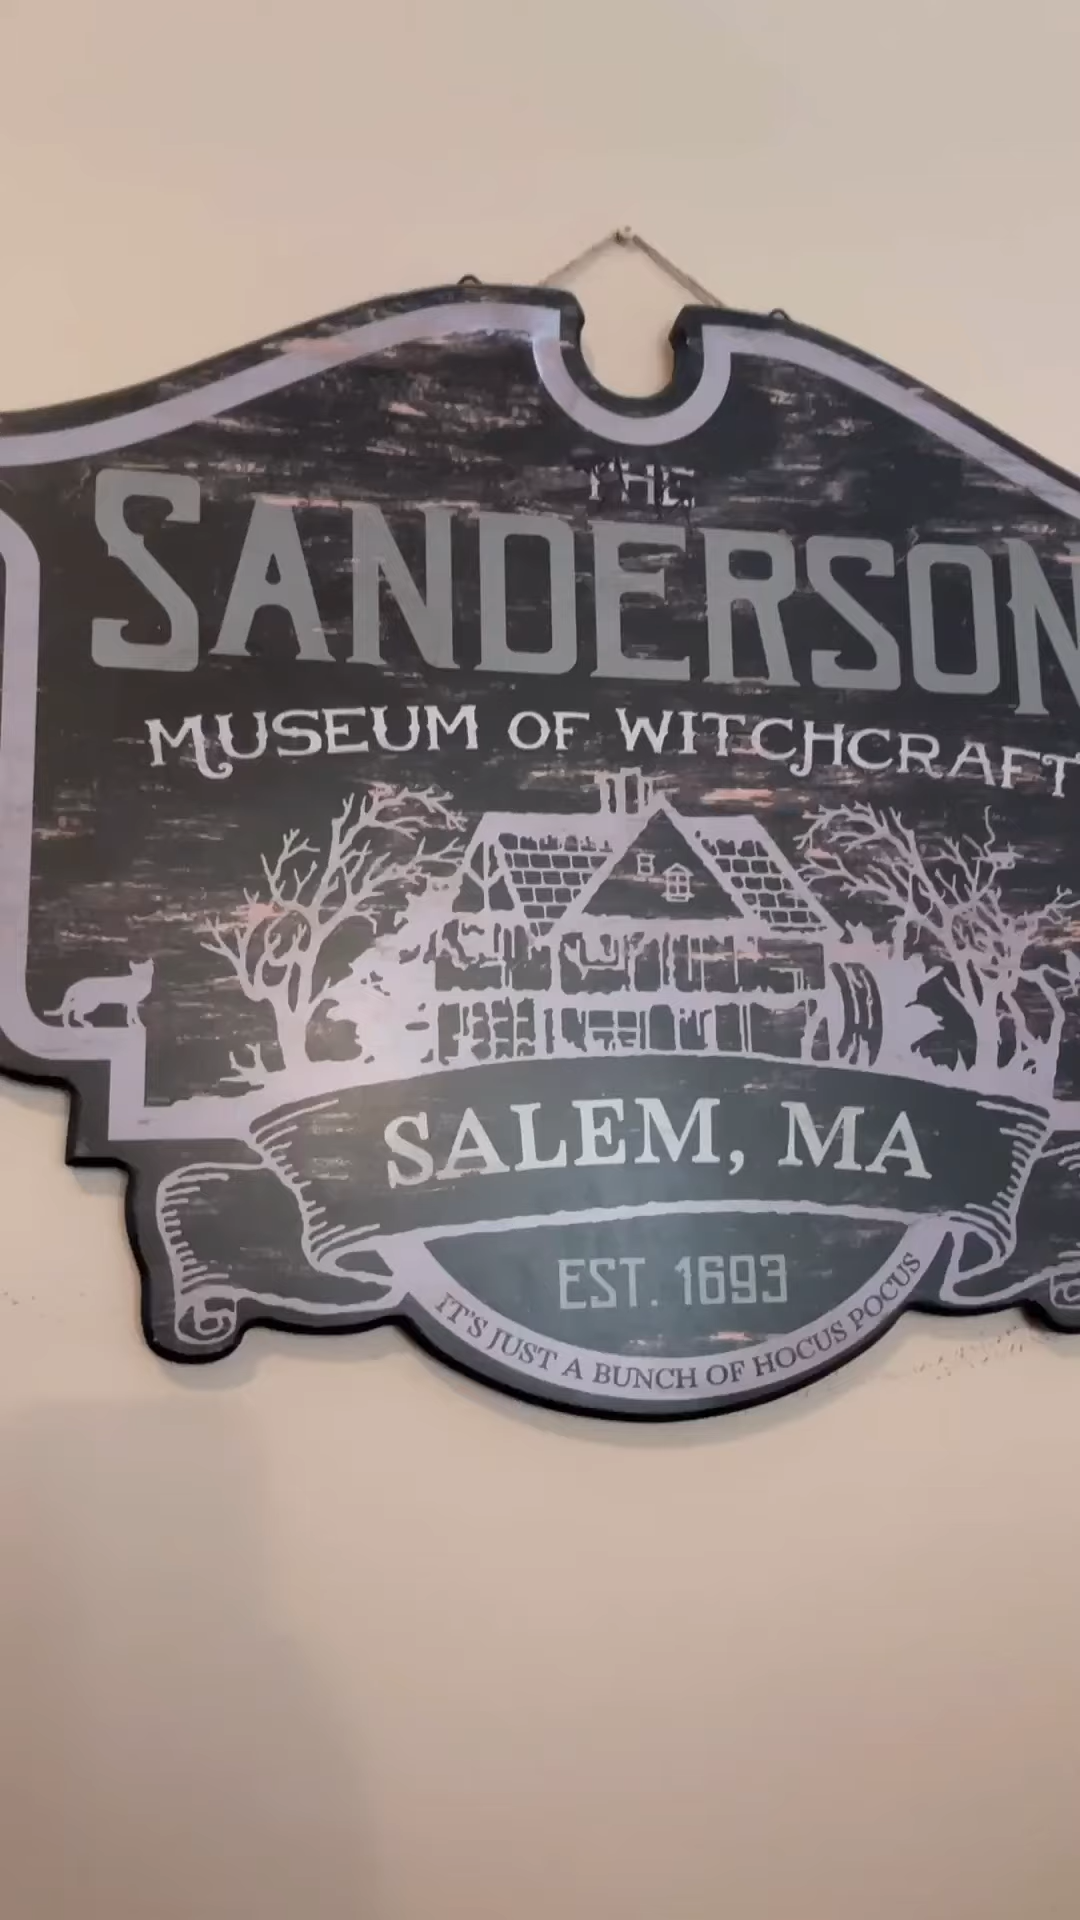 THE
SANDERSON
MUSEUM OF WITCHCRAFT
SALEM, MA
EST. 1693
IT'S JUST A BUNCH OF HOCUS POCUS